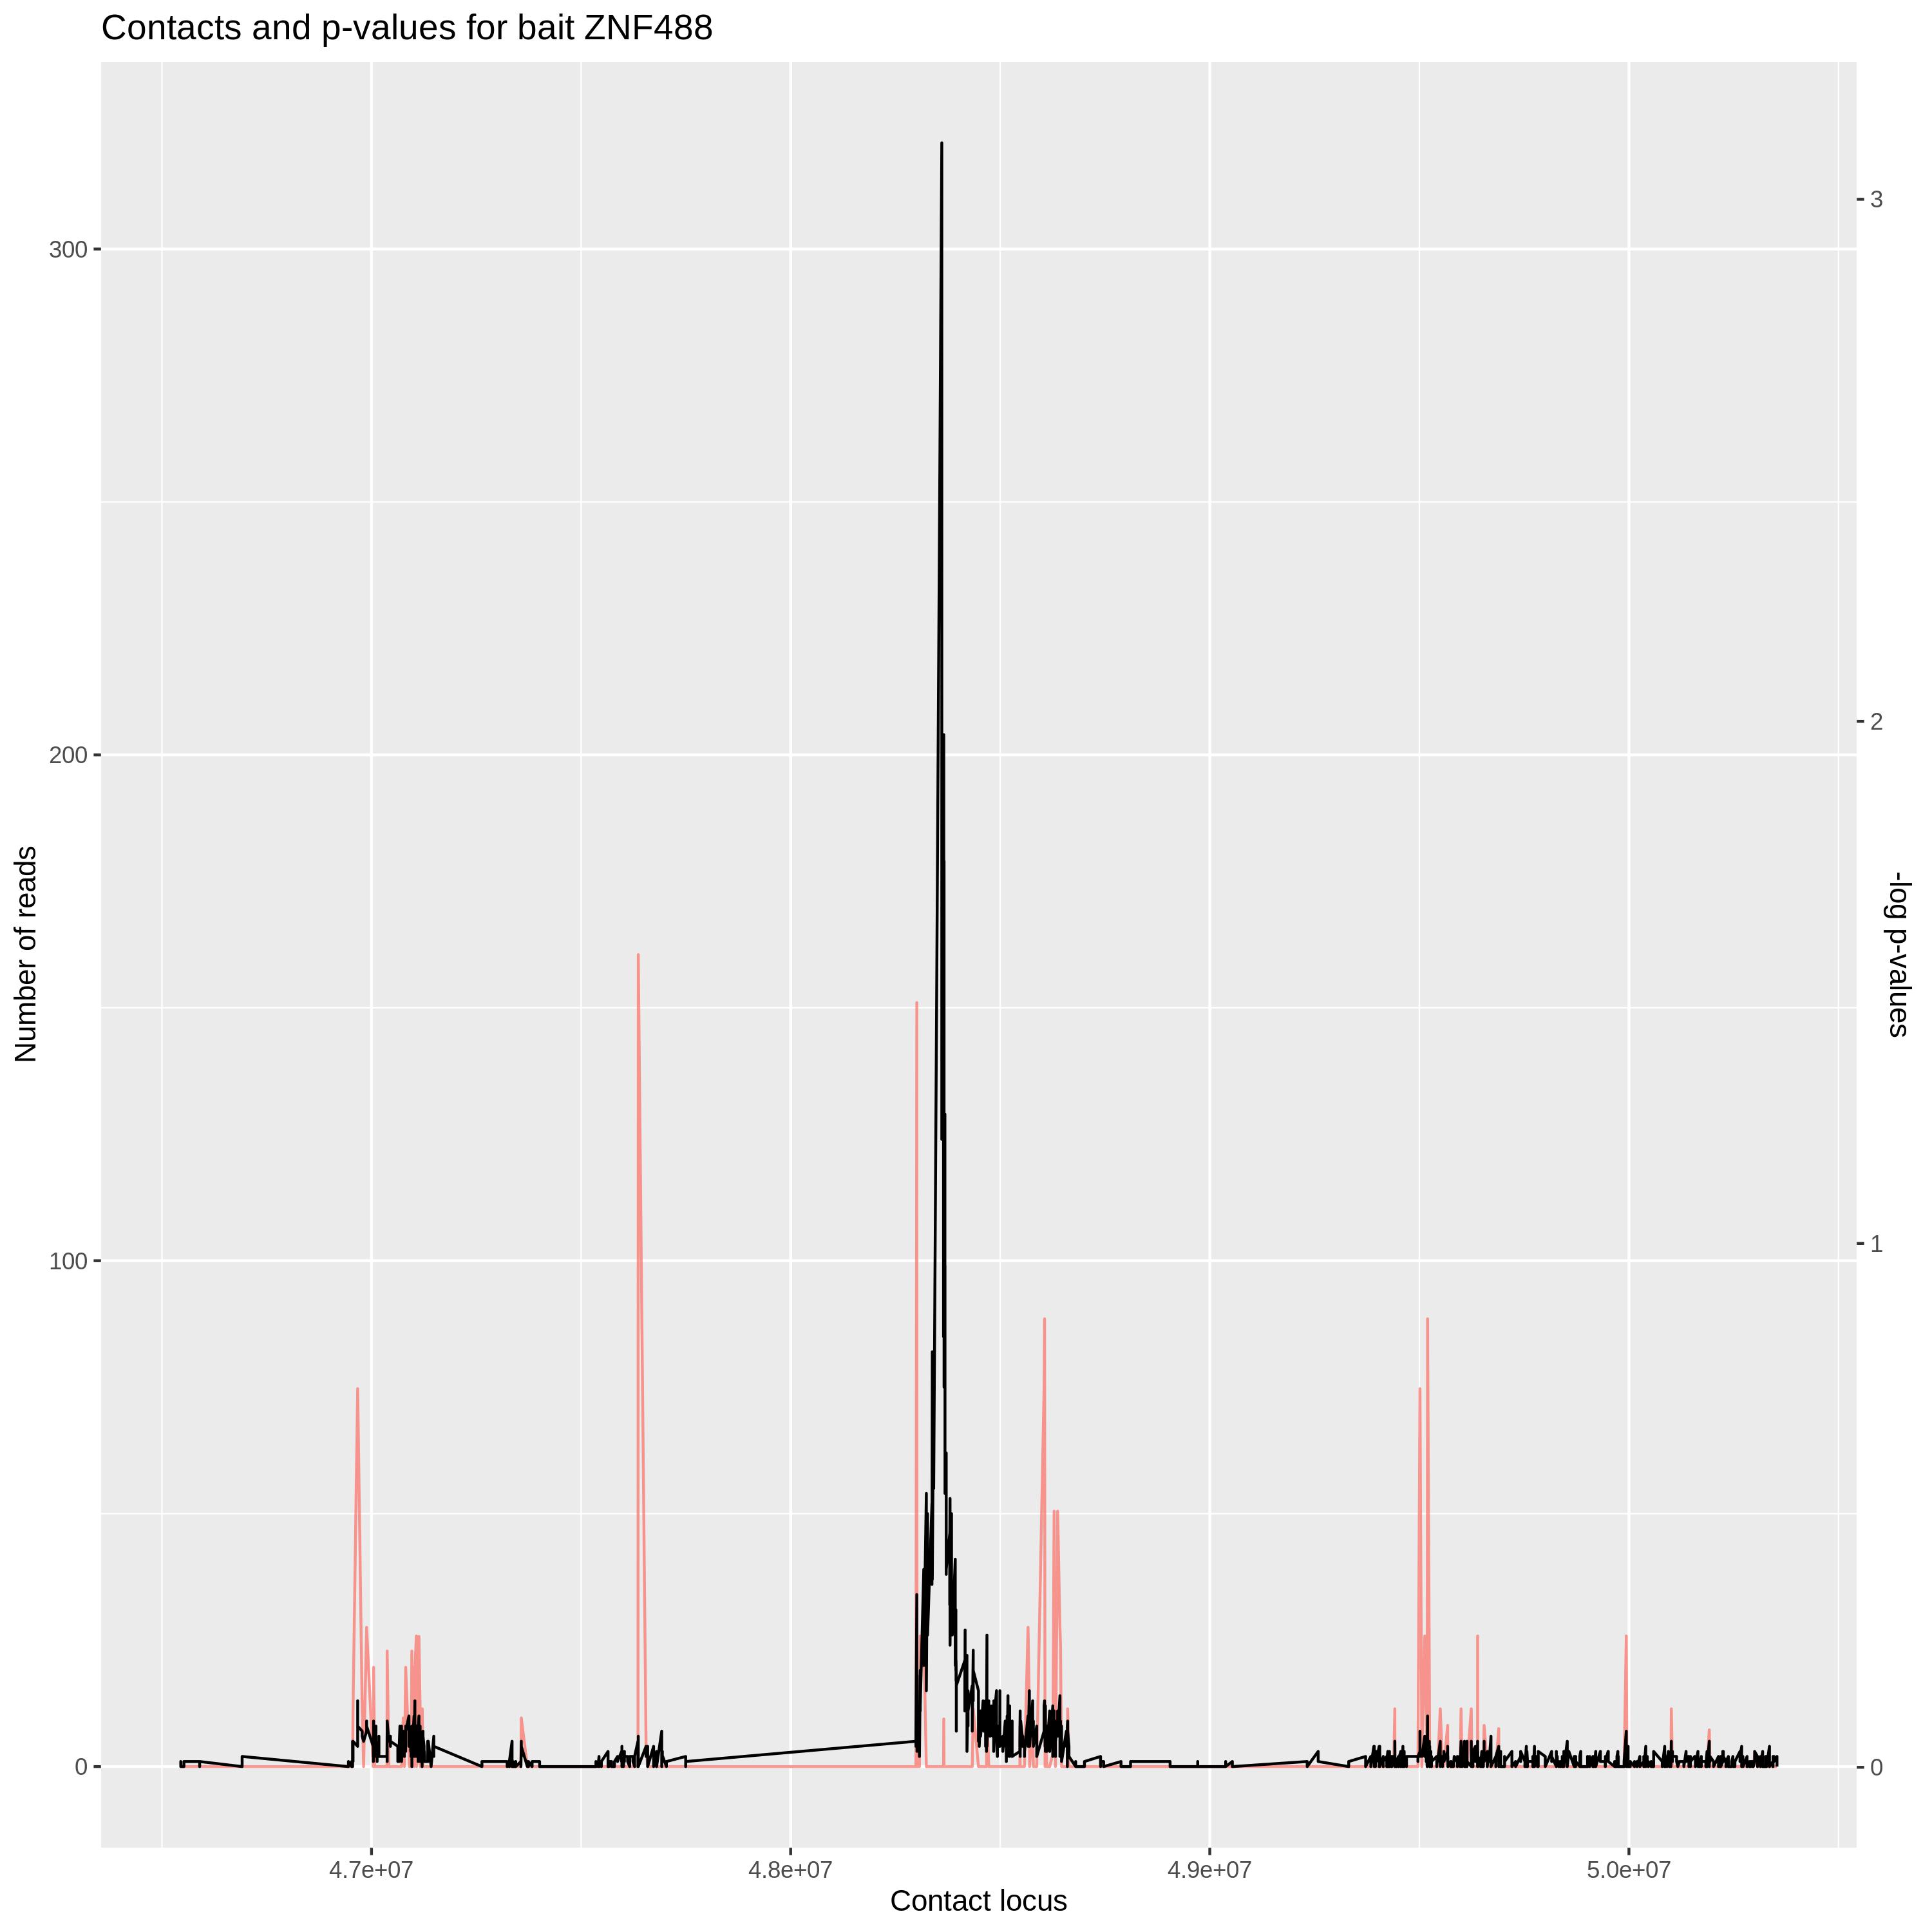 Contacts and p-values for bait ZNF488
300
200
100
0
Number of reads
3
2
1
0
-log p-values
4.7e+07
4.8e+07
4.9e+07
5.0e+07
Contact locus